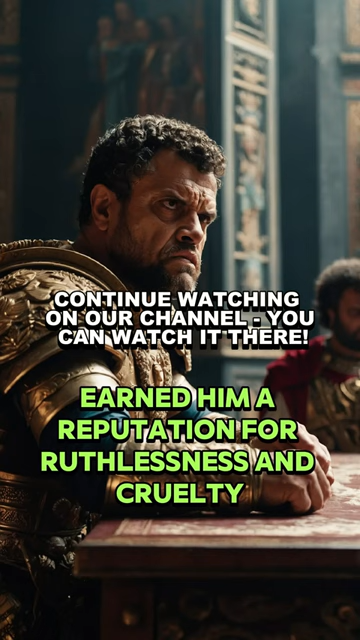 CONTINUE WATCHING
ON OUR CHANNEL - YOU
CAN WATCH IT THERE!
EARNED HIM A
REPUTATION FOR
RUTHLESSNESS AND
CRUELTY